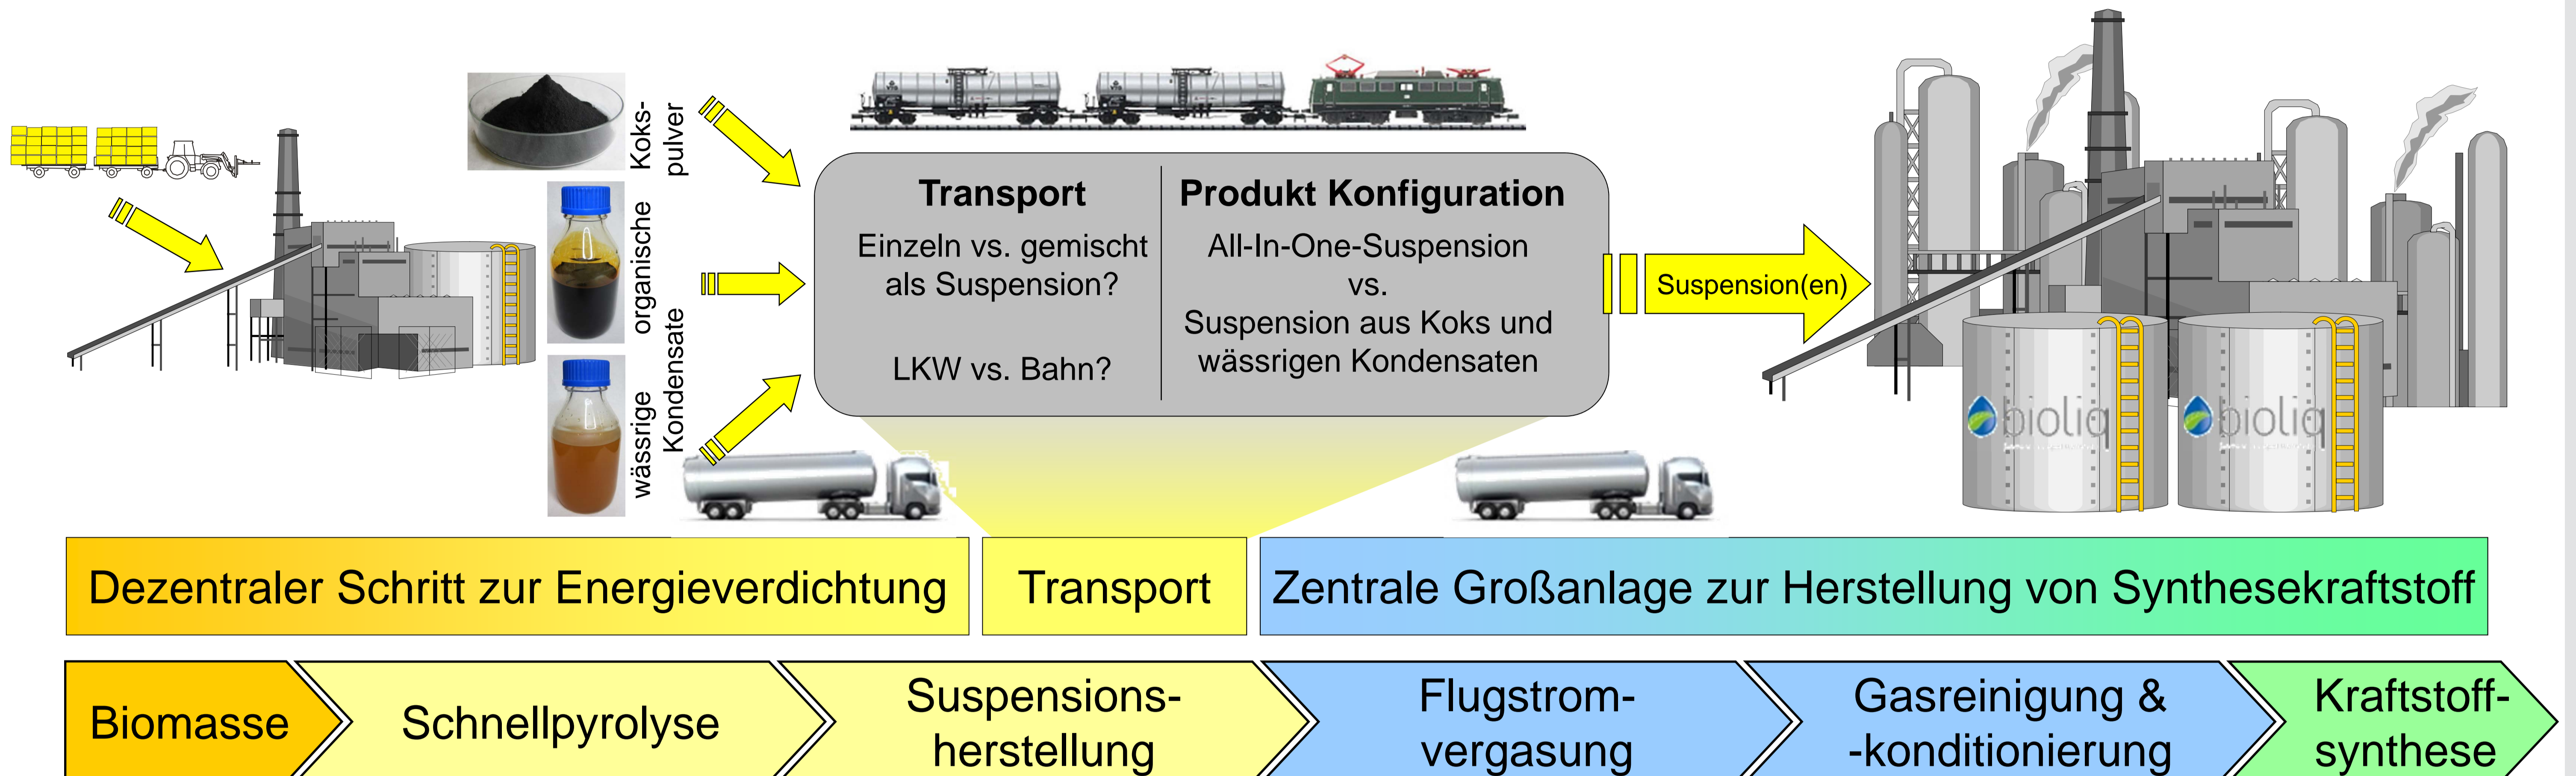 Koks-
pulver
organische
wässrige
Kondensate
Transport
Einzeln vs. gemischt
als Suspension?
LKW vs. Bahn?
Produkt Konfiguration
All-In-One-Suspension
vs.
Suspension aus Koks und
wässrigen Kondensaten
Suspension(en)
bioliq
bioliq
Dezentraler Schritt zur Energieverdichtung
Transport
Zentrale Großanlage zur Herstellung von Synthesekraftstoff
Biomasse
Schnellpyrolyse
Suspensions-
herstellung
Flugstrom-
vergasung
Gasreinigung &
-konditionierung
Kraftstoff-
synthese